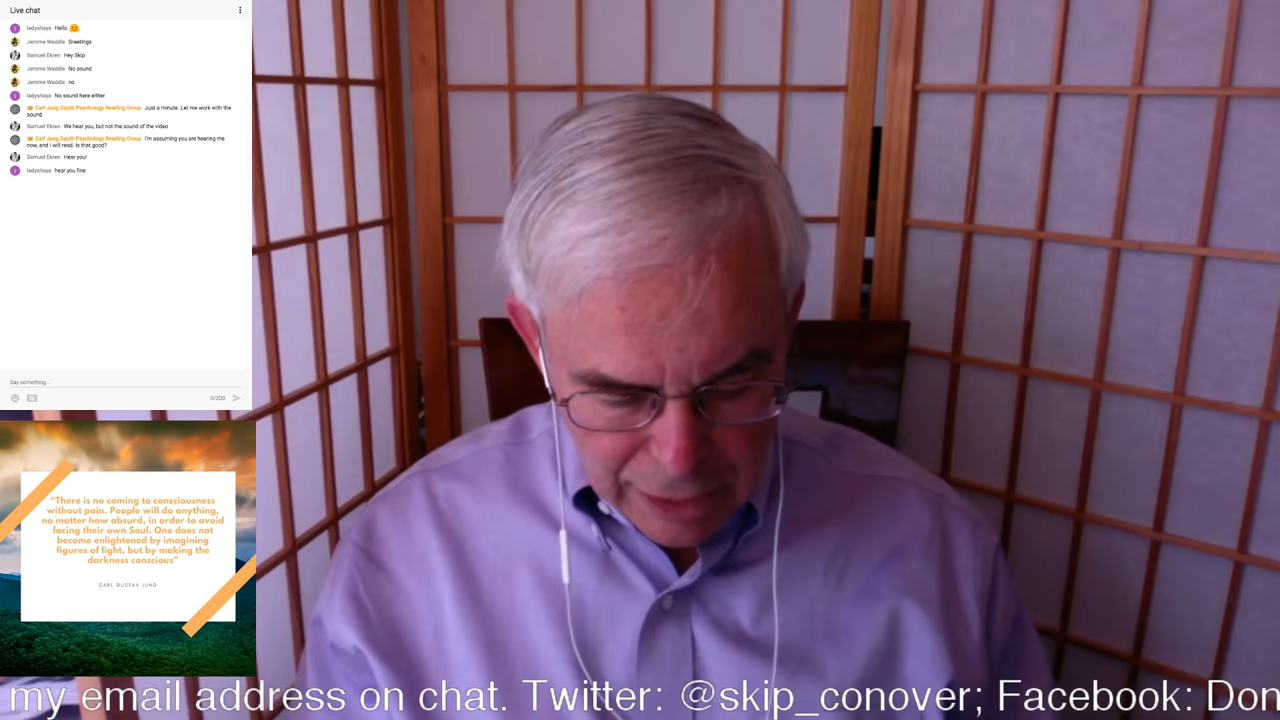 Live chat
ladyshaya Hello
Jerome Waddle Greetings
Samuel Ekren Hey Skip
Jerome Waddle No sound
Jerome Waddle no
ladyshaya No sound here either
Carl Jung Depth Psychology Reading Group Just a minute. Let me work with the
sound.
Samuel Ekren We hear you, but not the sound of the video
Carl Jung Depth Psychology Reading Group I'm assuming you are hearing me
now, and I will read. Is that good?
Samuel Ekren Hear you!
ladyshaya hear you fine
Say something...
0/200
"There is no coming to consciousness
without pain. People will do anything,
no matter how absurd, in order to avoid
facing their own Soul. One does not
become enlightened by imagining
figures of light, but by making the
darkness conscious"
CARL GUSTAV JUNG
my email address on chat. Twitter: @skip_conover; Facebook: Don